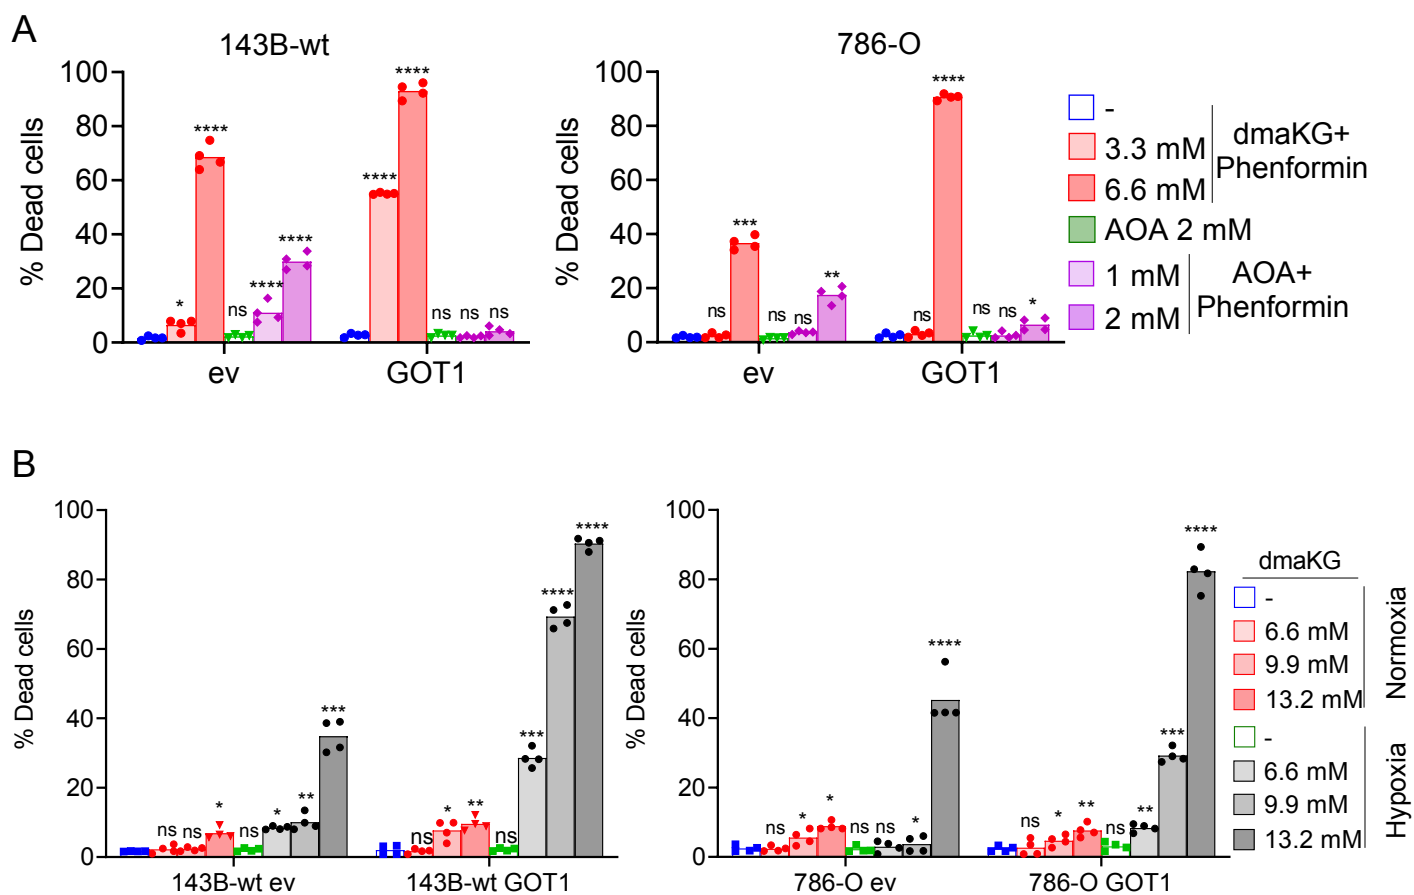 A
143B-wt
786-O
% Dead cells
100
80
60
40
20
0
*
****
ns
****
****
****
****
ns
ns
ns
ev
GOT1
% Dead cells
100
80
60
40
20
0
ns
***
ns
ns
**
ns
****
ns
ns
*
ev
GOT1
-
3.3 mM
6.6 mM
dmaKG+
Phenformin
AOA 2 mM
1 mM
2 mM
AOA+
Phenformin
B
% Dead cells
100
80
60
40
20
0
ns
ns
*
ns
*
**
***
ns
*
**
ns
***
****
****
143B-wt ev
143B-wt GOT1
% Dead cells
100
80
60
40
20
0
ns
*
*
ns
ns
*
****
ns
*
**
ns
**
***
****
786-O ev
786-O GOT1
dmaKG
-
6.6 mM
9.9 mM
13.2 mM
Normoxia
-
6.6 mM
9.9 mM
13.2 mM
Hypoxia